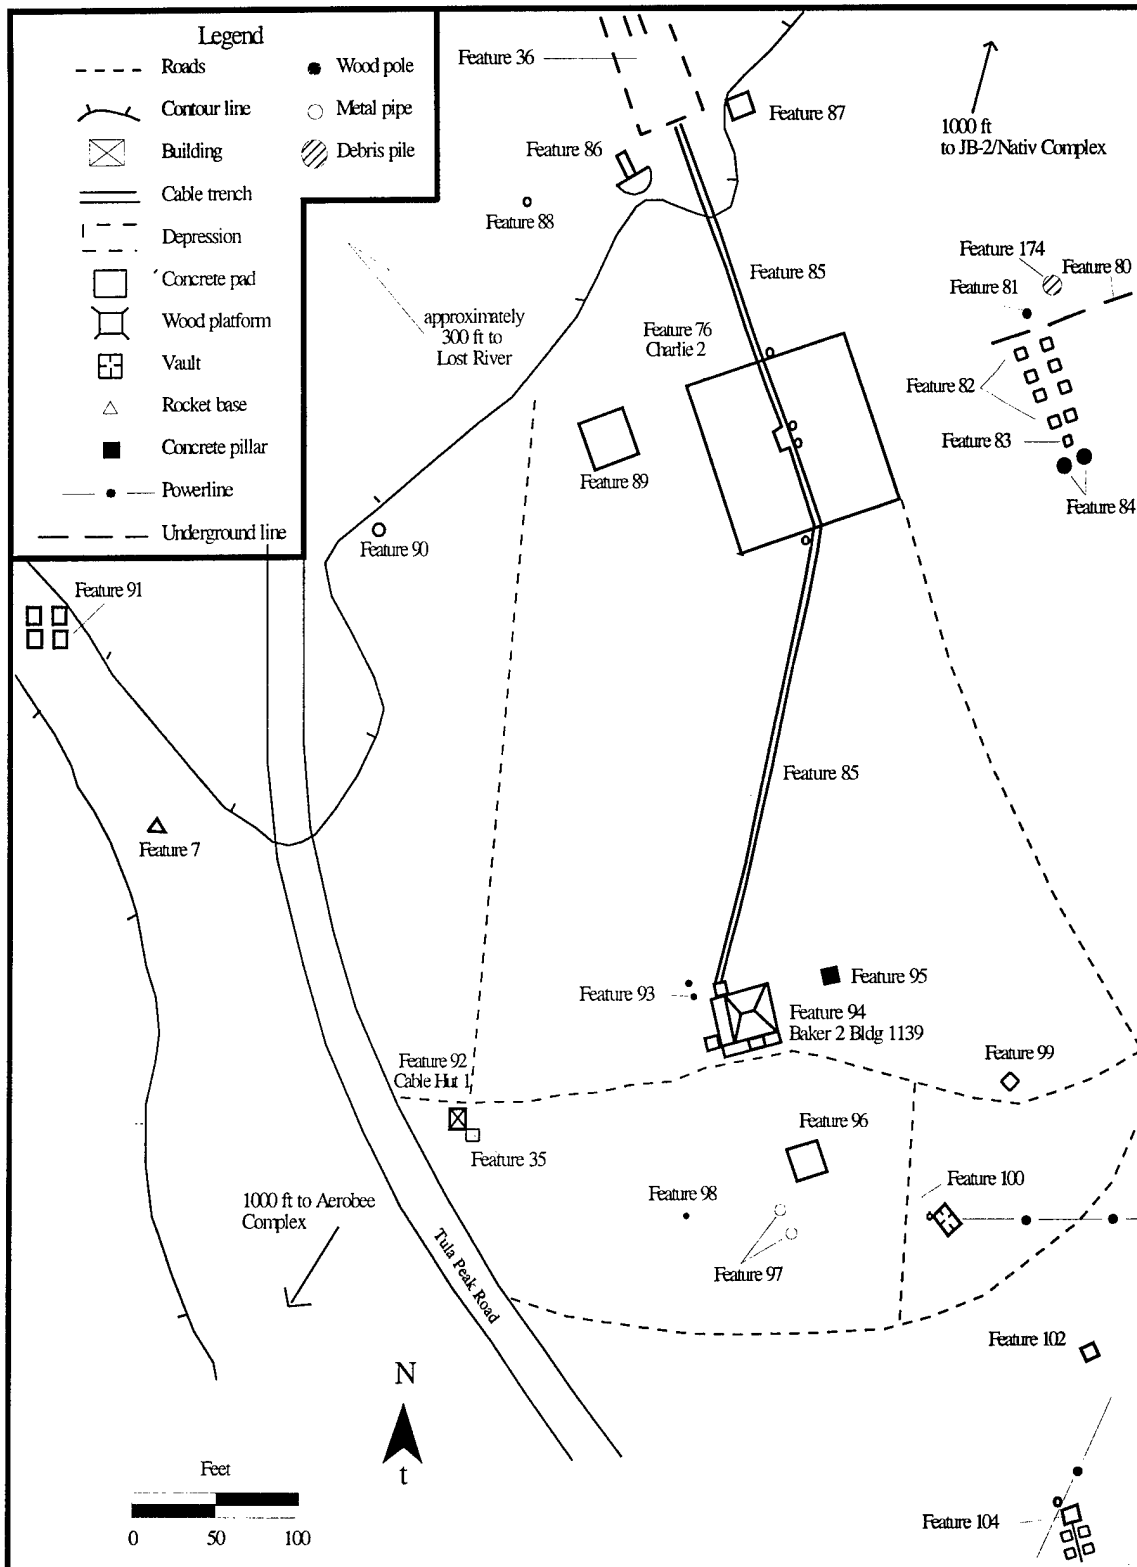 Legend
Roads
Contour line
Building
Cable trench
Depression
Concrete pad
Wood platform
Vault
Rocket base
Concrete pillar
Powerline
Underground line
Wood pole
Metal pipe
Debris pile
Feature 36
Feature 87
1000 ft
to JB-2/Nativ Complex
Feature 86
Feature 88
Feature 85
Feature 174
Feature 80
Feature 81
approximately
300 ft to
Lost River
Feature 76
Charlie 2
Feature 82
Feature 83
Feature 84
Feature 89
Feature 90
Feature 91
Feature 85
Feature 7
Feature 95
Feature 93
Feature 94
Baker 2 Bldg 1139
Feature 92
Cable Hut 1
Feature 99
Feature 96
Feature 35
Feature 100
Feature 98
1000 ft to Aerobee
Complex
Tula Peak Road
Feature 97
Feature 102
N
t
Feet
0 50 100
Feature 104